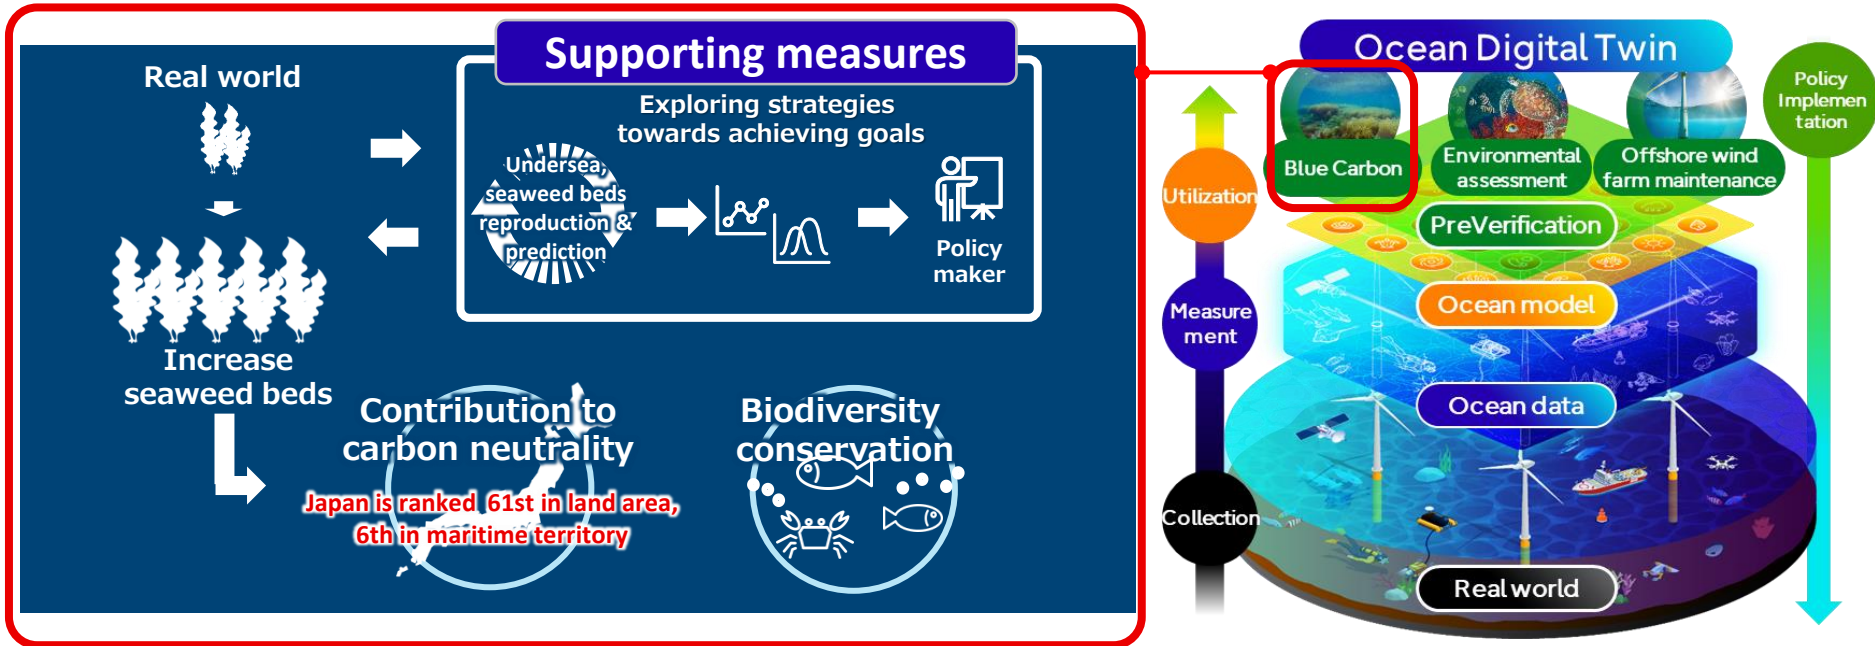 Supporting measures
Real world
Exploring strategies
towards achieving goals
Undersea,
seaweed beds
reproduction &
prediction
Policy
maker
Increase
seaweed beds
Contribution to
carbon neutrality
Japan is ranked 61st in land area,
6th in maritime territory
Biodiversity
conservation
Ocean Digital Twin
Policy
Implemen
tation
Utilization
Measure
ment
Collection
Blue Carbon
Environmental
assessment
Offshore wind
farm maintenance
PreVerification
Ocean model
Ocean data
Real world